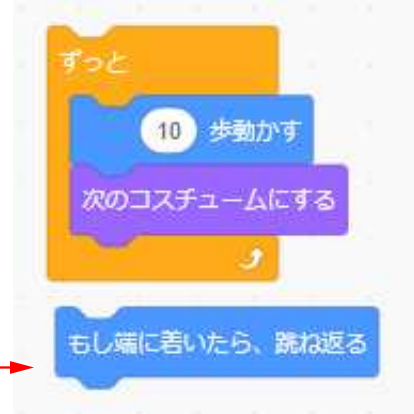 ずっと
10 歩動かす
次のコスチュームにする
もし端に着いたら、跳ね返る